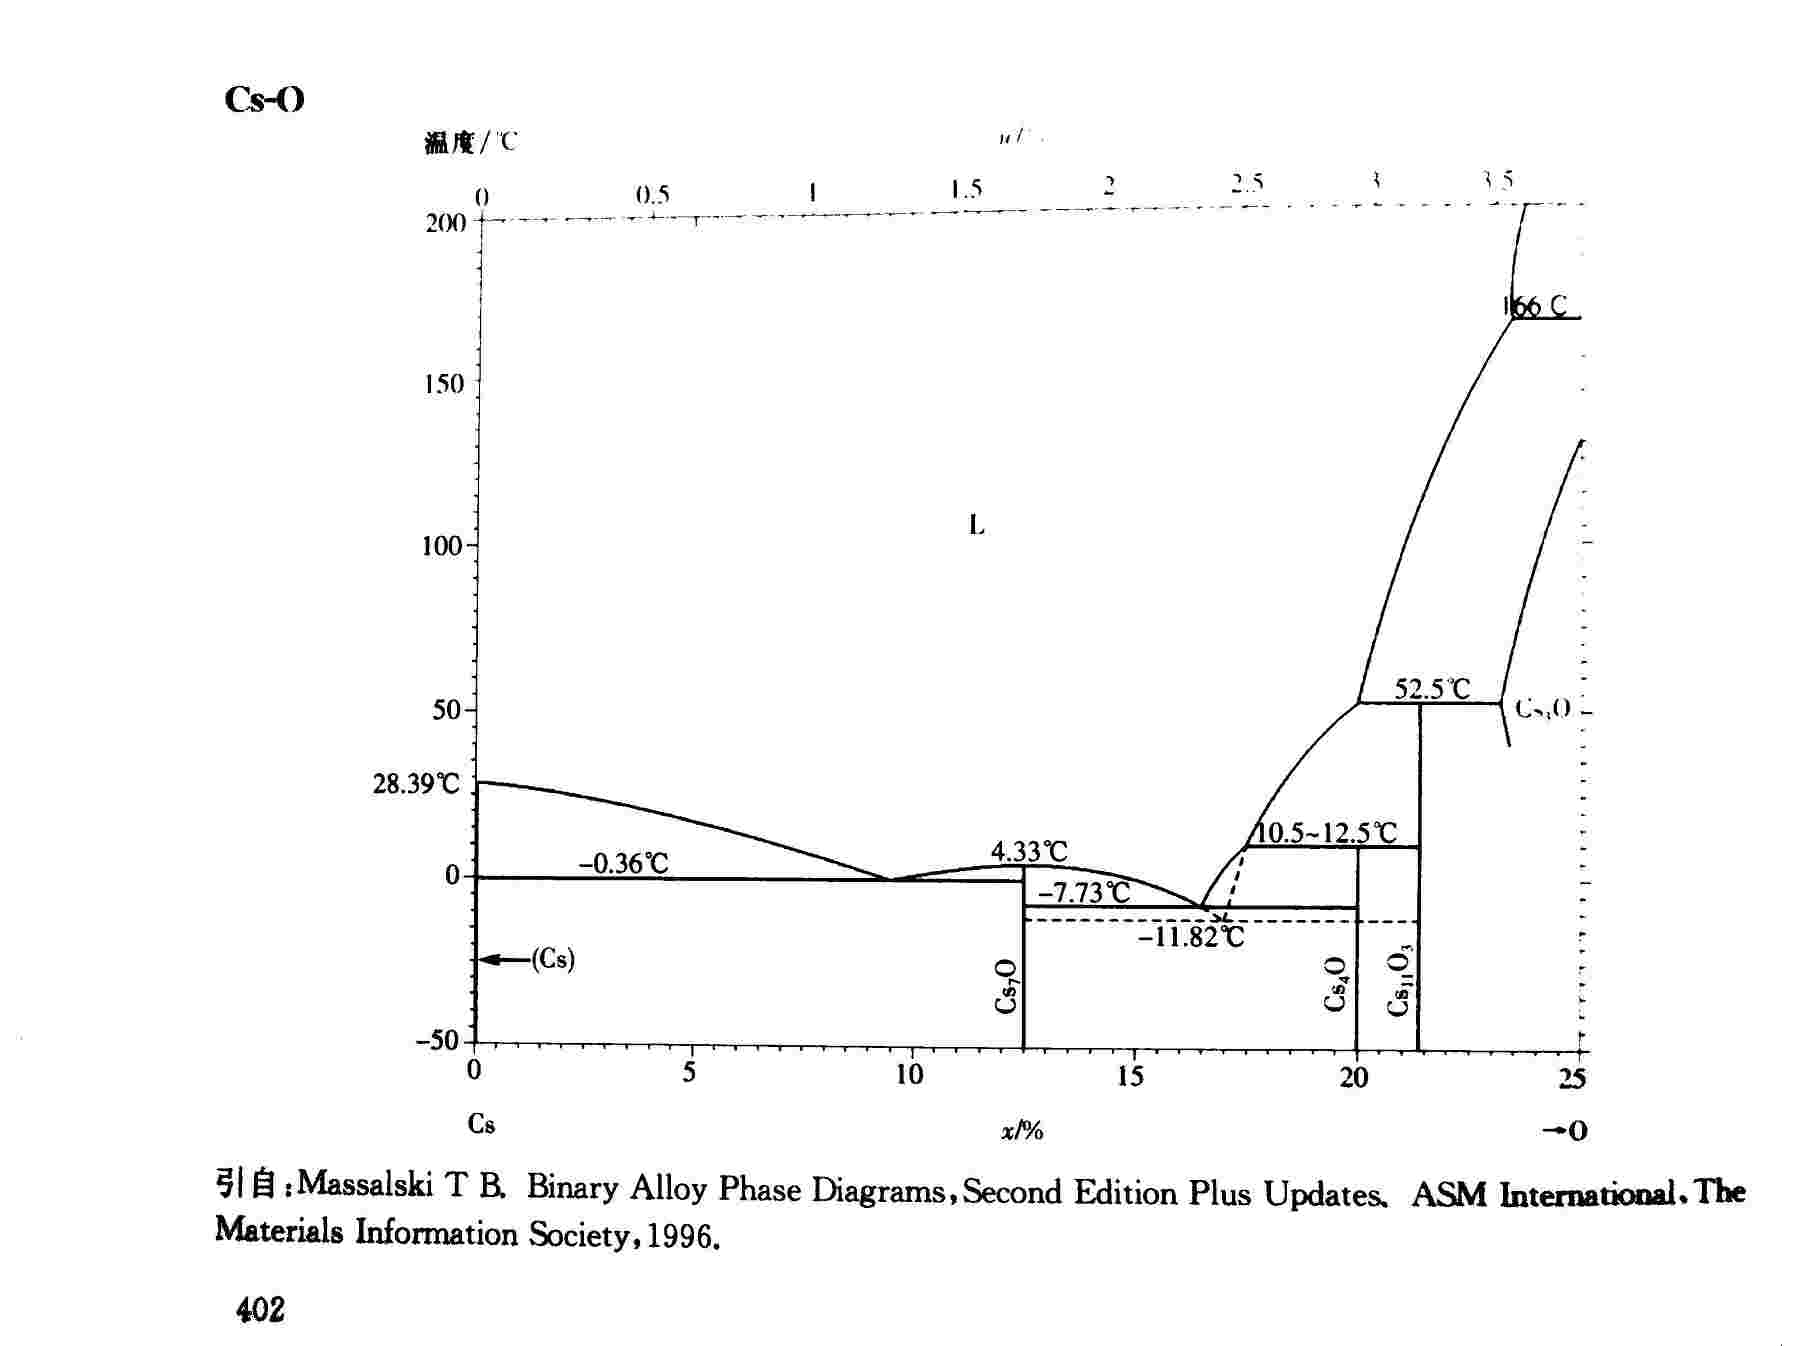 Cs-O
温度/℃
0 0.5 1 1.5 2 2.5 3 3.5
200
166 C
150
L
100
52.5℃
50
28.39℃
10.5~12.5℃
4.33℃
-0.36℃
0
-7.73℃
-11.82℃
(Cs)
Cs₇O
Cs₄O
Cs₁₁O₃
-50
0 5 10 15 20 25
Cs x/% →O
引自:Massalski T B. Binary Alloy Phase Diagrams, Second Edition Plus Updates. ASM International. The
Materials Information Society, 1996.
402